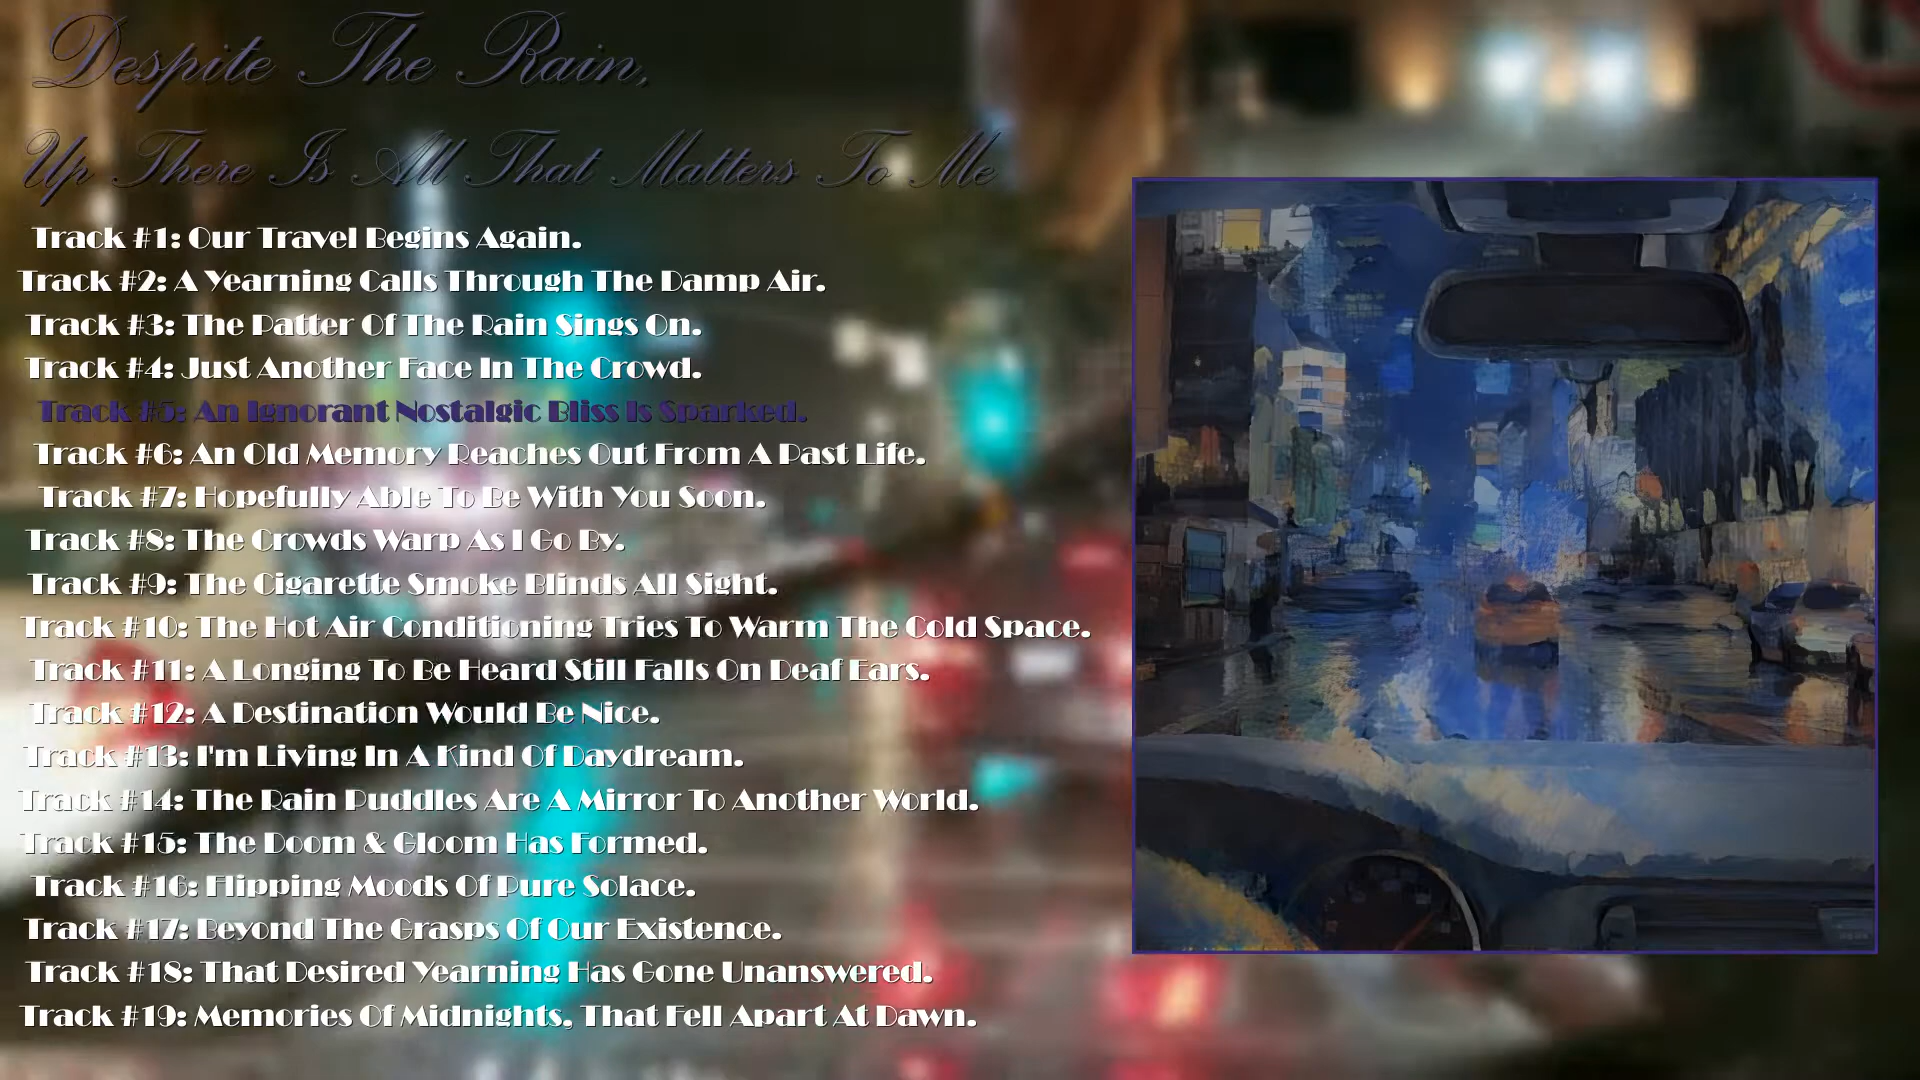 Despite The Rain,
Up There Is All That Matters To Me
Track #1: Our Travel Begins Again.
Track #2: A Yearning Calls Through The Damp Air.
Track #3: The Patter Of The Rain Sings On.
Track #4: Just Another Face In The Crowd.
Track #5: An Ignorant Nostalgic Bliss Is Sparked.
Track #6: An Old Memory Reaches Out From A Past Life.
Track #7: Hopefully Able To Be With You Soon.
Track #8: The Crowds Warp As I Go By.
Track #9: The Cigarette Smoke Blinds All Sight.
Track #10: The Hot Air Conditioning Tries To Warm The Cold Space.
Track #11: A Longing To Be Heard Still Falls On Deaf Ears.
Track #12: A Destination Would Be Nice.
Track #13: I'm Living In A Kind Of Daydream.
Track #14: The Rain Puddles Are A Mirror To Another World.
Track #15: The Doom & Gloom Has Formed.
Track #16: Flipping Moods Of Pure Solace.
Track #17: Beyond The Grasps Of Our Existence.
Track #18: That Desired Yearning Has Gone Unanswered.
Track #19: Memories Of Midnights, That Fell Apart At Dawn.